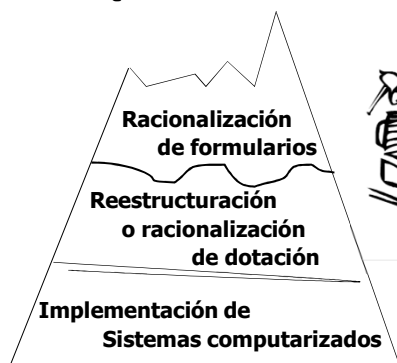 Racionalización
de formularios
Reestructuración
o racionalización
de dotación
Implementación de
Sistemas computarizados